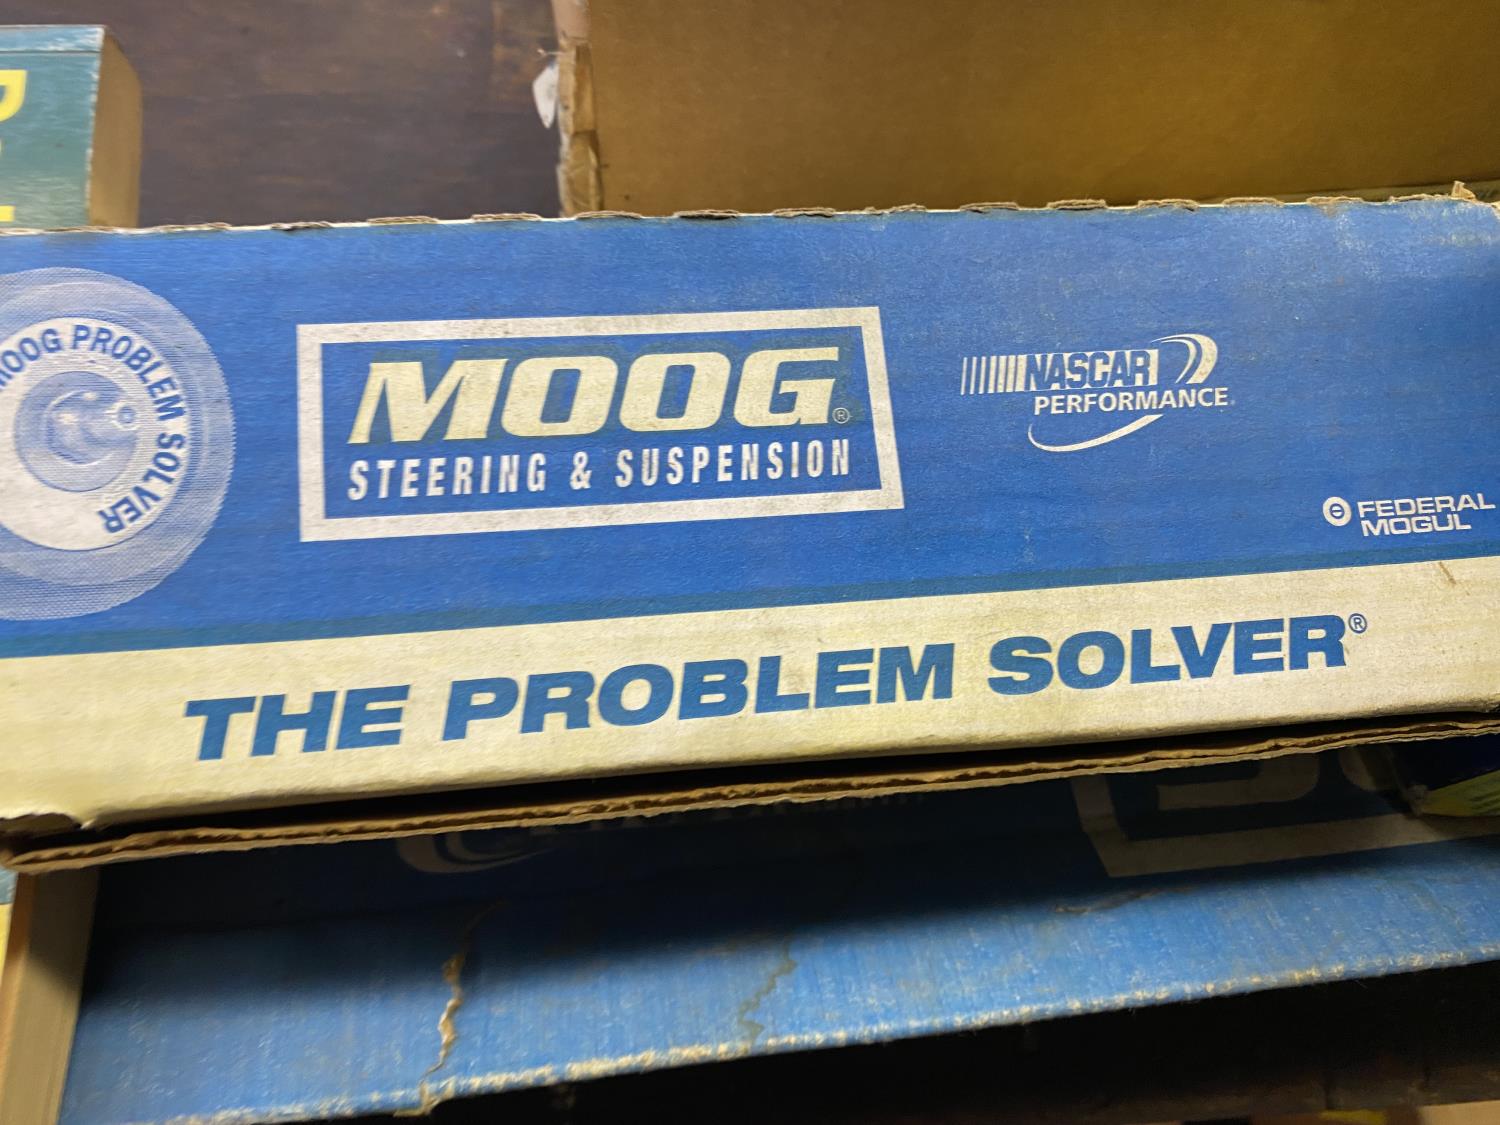 MOOG PROBLEM SOLVER
MOOG®
STEERING & SUSPENSION
NASCAR
PERFORMANCE®
FEDERAL
MOGUL
THE PROBLEM SOLVER®